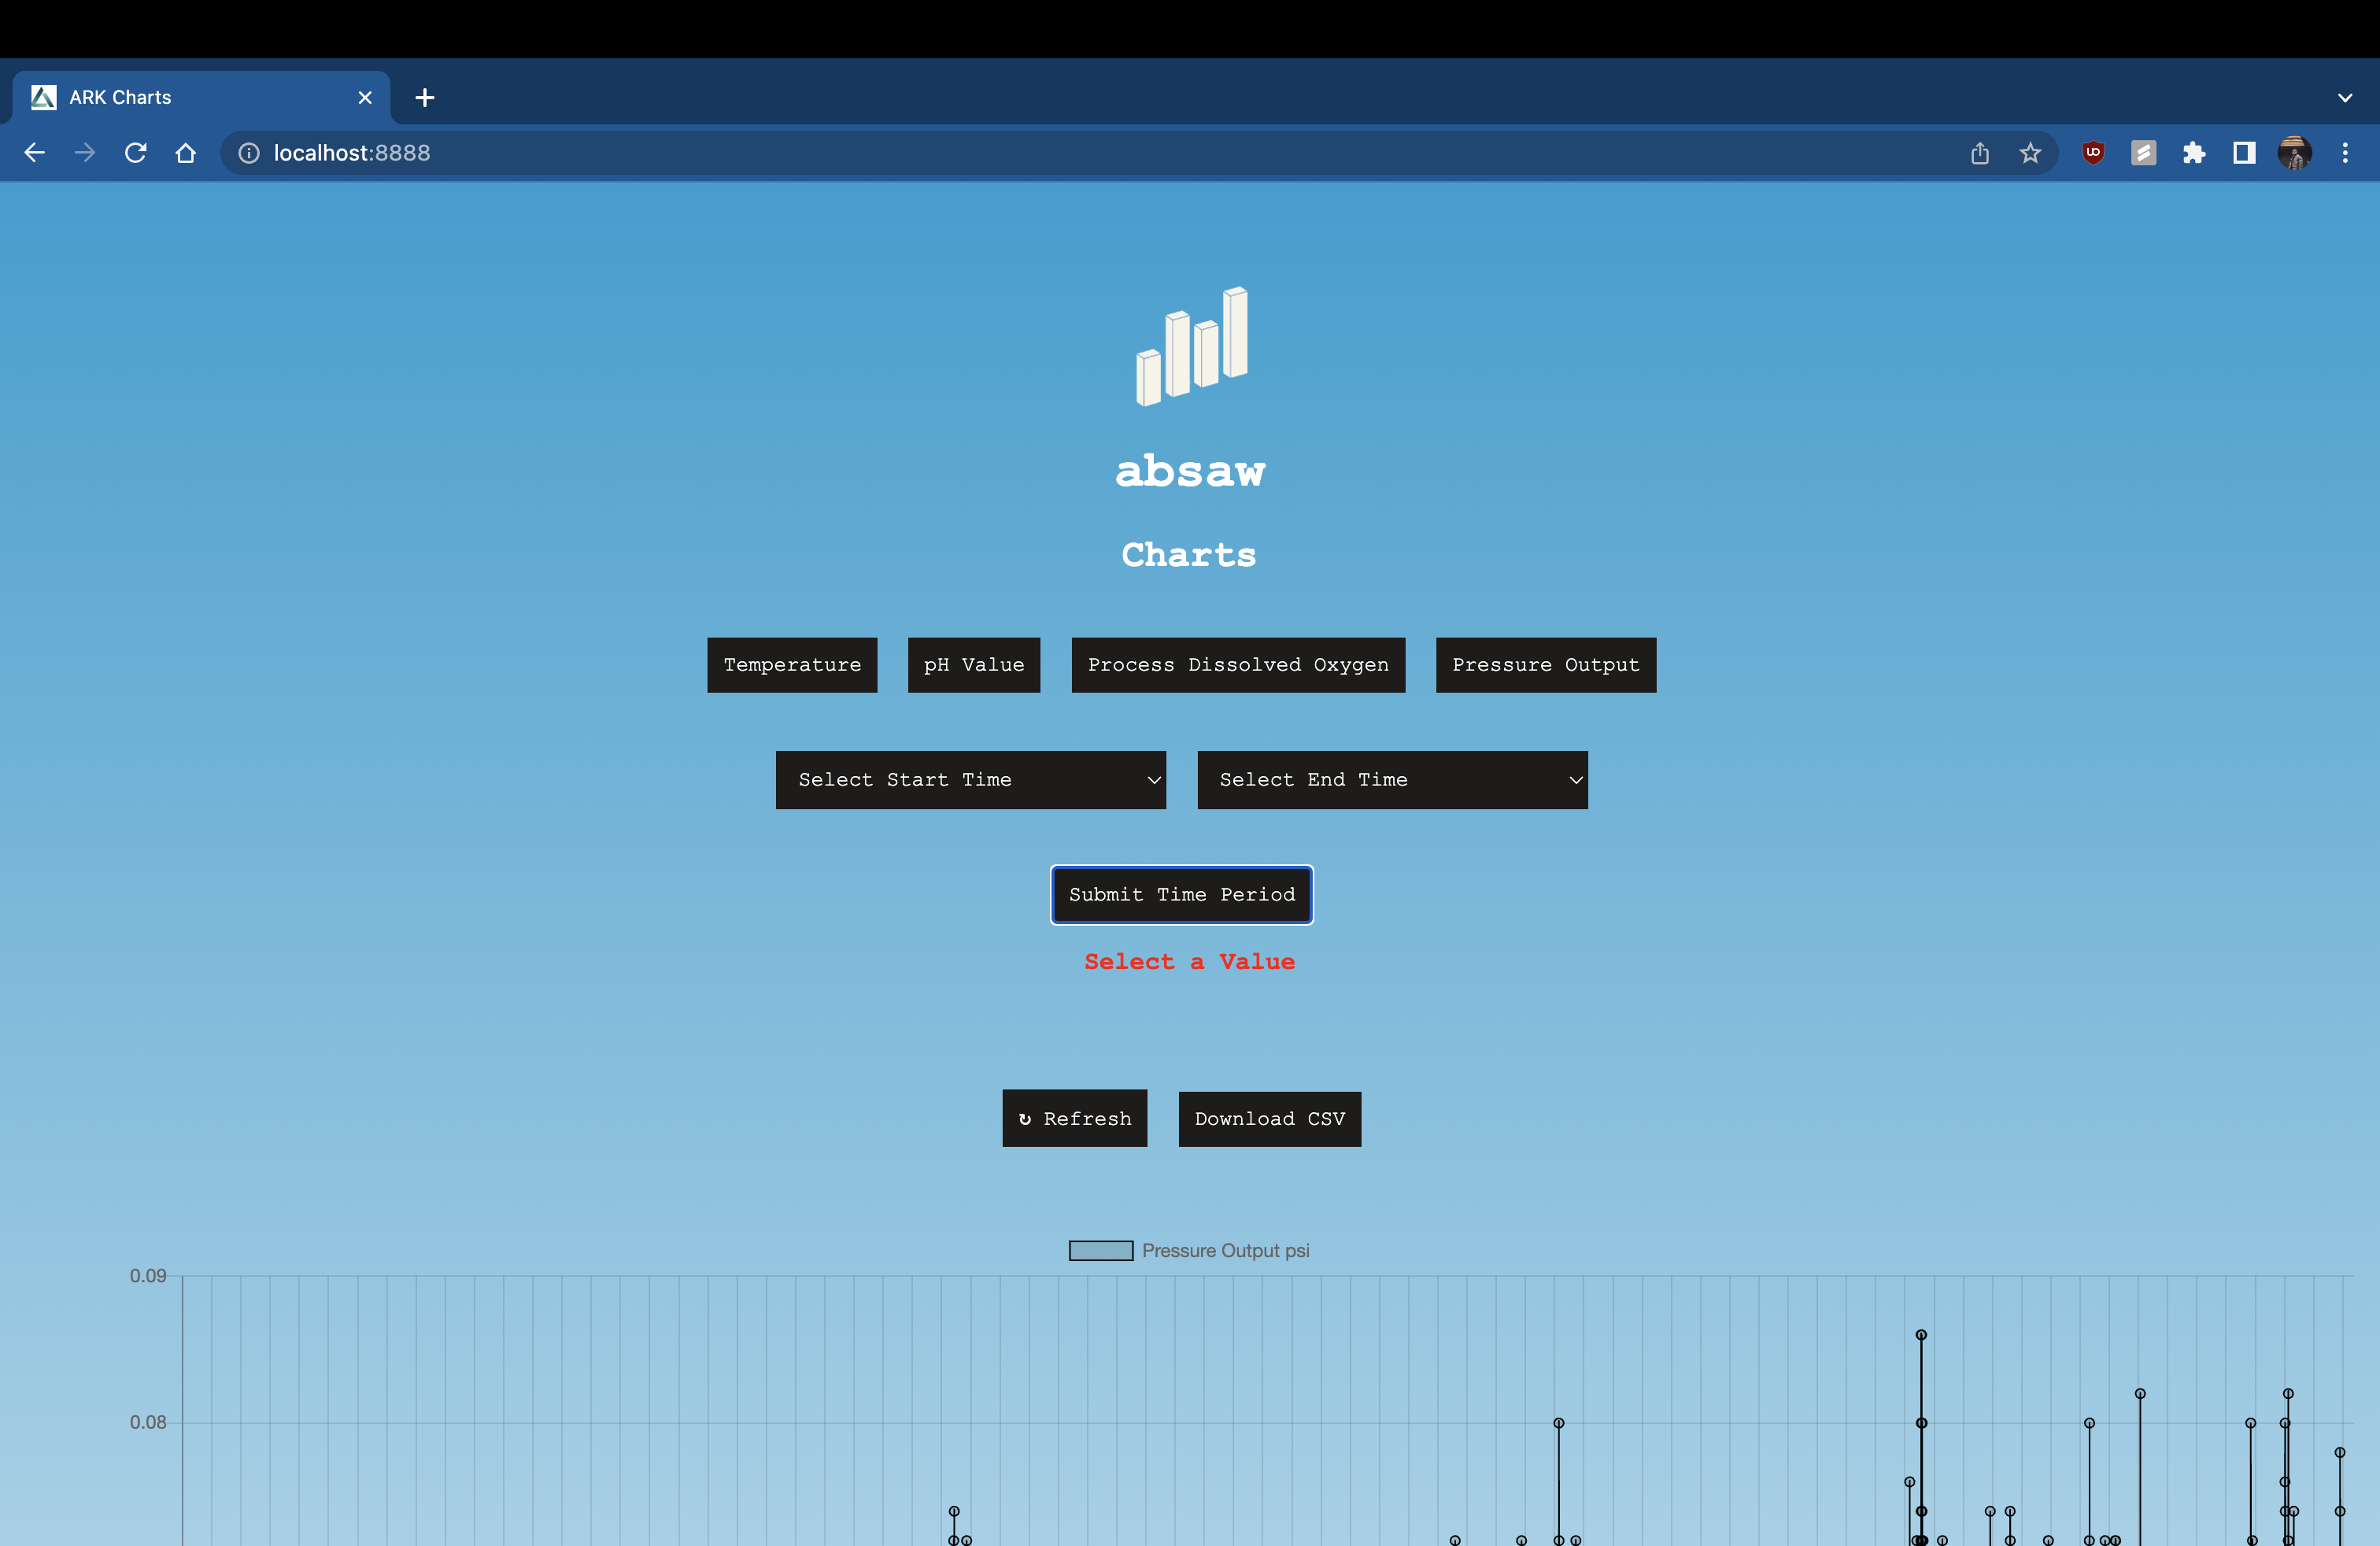 ARK Charts
localhost:8888
absaw
Charts
Temperature pH Value Process Dissolved Oxygen Pressure Output
Select Start Time Select End Time
Submit Time Period
Select a Value
↻ Refresh Download CSV
Pressure Output psi
0.09
0.08